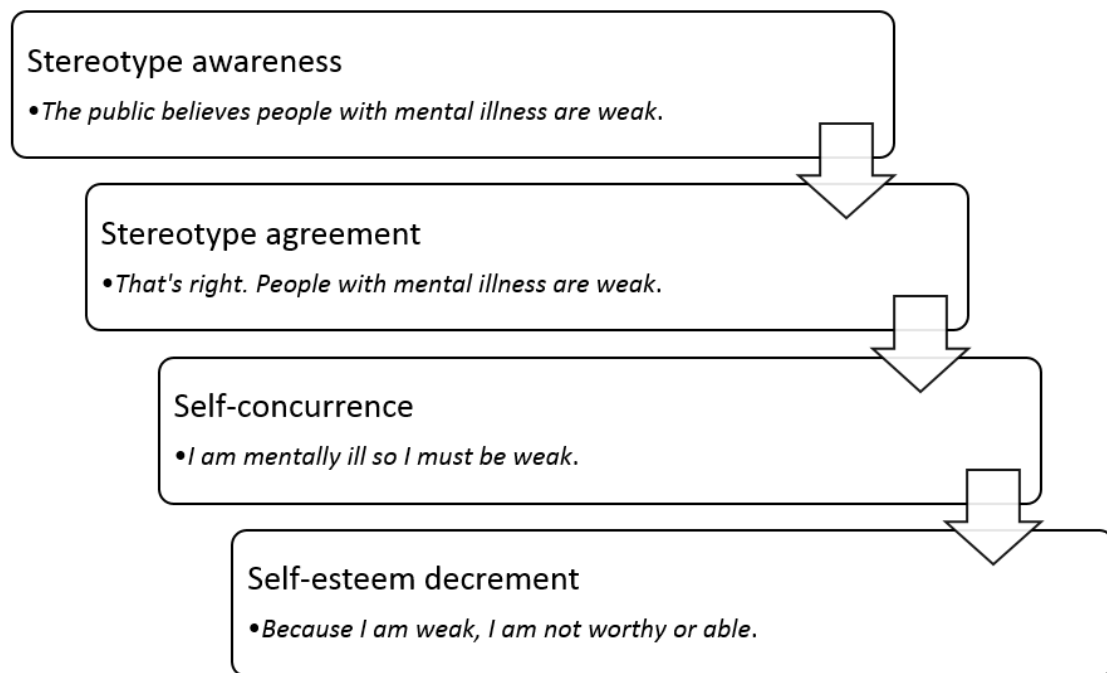 Stereotype awareness
•The public believes people with mental illness are weak.
Stereotype agreement
•That's right. People with mental illness are weak.
Self-concurrence
•I am mentally ill so I must be weak.
Self-esteem decrement
•Because I am weak, I am not worthy or able.